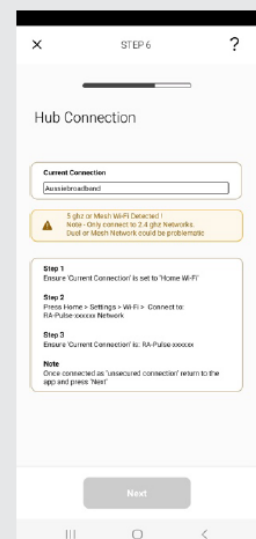 STEP 6
?
Hub Connection
Current Connection
Aussiebroadband
5 ghz or Mesh Wi-Fi Detected !
Note - Only connect to 2.4 ghz Networks.
Duel or Mesh Network could be problematic
Step 1
Ensure 'Current Connection' is set to 'Home Wi-Fi'
Step 2
Press Home > Settings > Wi-Fi > Connect to:
RA-Pulse-xxxxxx Network
Step 3
Ensure 'Current Connection' is: RA-Pulse-xxxxxx
Note
Once connected as 'unsecured connection' return to the
app and press 'Next'
Next